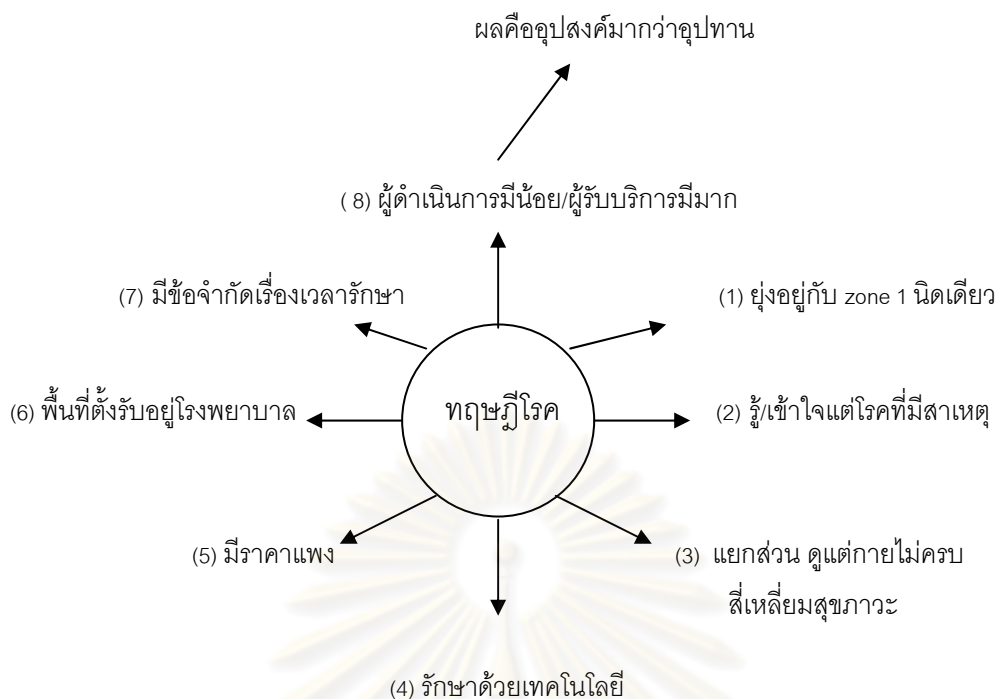 ผลคืออุปสงค์มากว่าอุปทาน
( 8) ผู้ดำเนินการมีน้อย/ผู้รับบริการมีมาก
(7) มีข้อจำกัดเรื่องเวลารักษา
(1) ยุ่งอยู่กับ zone 1 นิดเดียว
(6) พื้นที่ตั้งรับอยู่โรงพยาบาล
ทฤษฎีโรค
(2) รู้/เข้าใจแต่โรคที่มีสาเหตุ
(5) มีราคาแพง
(3) แยกส่วน ดูแต่กายไม่ครบ
สี่เหลี่ยมสุขภาวะ
(4) รักษาด้วยเทคโนโลยี